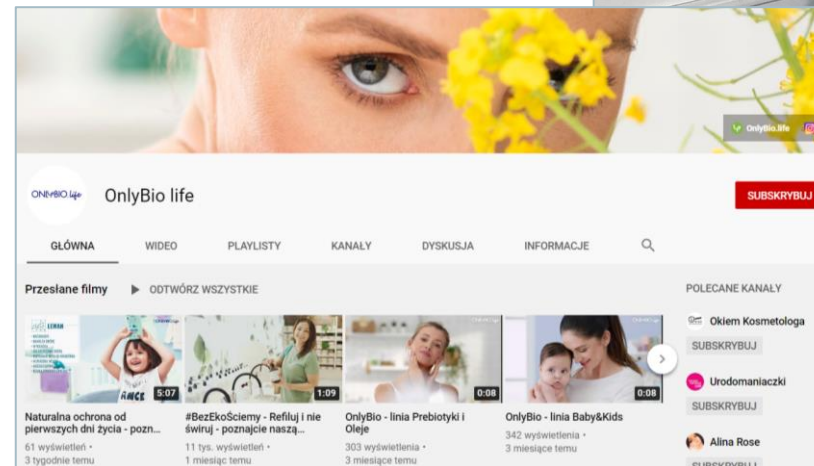 OnlyBio.life
ONLYBIO.life
OnlyBio life
SUBSKRYBUJ
GŁÓWNA WIDEO PLAYLISTY KANAŁY DYSKUSJA INFORMACJE
Przesłane filmy ODTWÓRZ WSZYSTKIE
POLECANE KANAŁY
5:07
1:09
0:08
0:08
Naturalna ochrona od
pierwszych dni życia - pozn...
61 wyświetleń •
3 tygodnie temu
#BezEkoŚciemy - Refiluj i nie
świruj - poznajcie naszą...
11 tys. wyświetleń •
1 miesiąc temu
OnlyBio - linia Prebiotyki i
Oleje
303 wyświetlenia •
3 miesiące temu
OnlyBio - linia Baby&Kids
342 wyświetlenia •
3 miesiące temu
Okiem Kosmetologa
SUBSKRYBUJ
Urodomaniaczki
SUBSKRYBUJ
Alina Rose
SUBSKRYBUJ